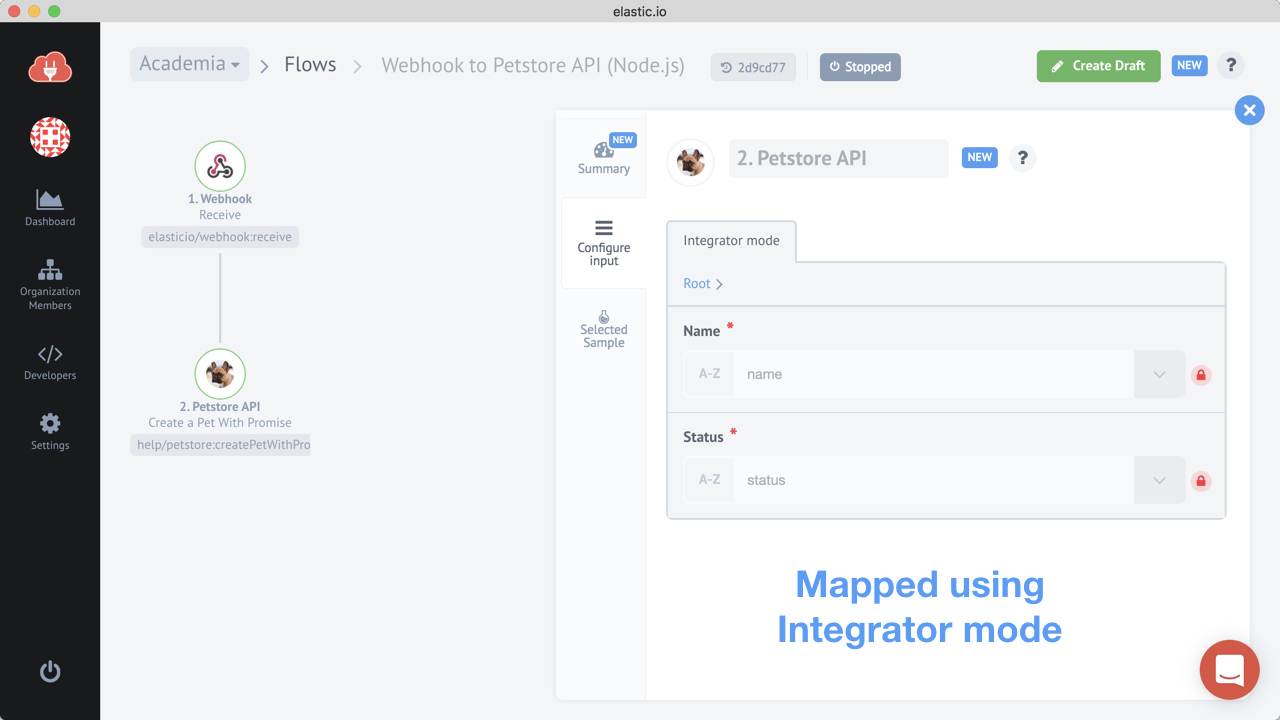 elastic.io
Academia
Flows
Webhook to Petstore API (Node.js)
2d9cd77
Stopped
Create Draft
NEW
?
Dashboard
Organization
Members
Developers
Settings
1. Webhook
Receive
elasticio/webhook:receive
2. Petstore API
Create a Pet With Promise
help/petstore:createPetWithPro
NEW
Summary
Configure
input
Selected
Sample
2. Petstore API
NEW
?
Integrator mode
Root
Name *
A-Z
name
Status *
A-Z
status
Mapped using
Integrator mode